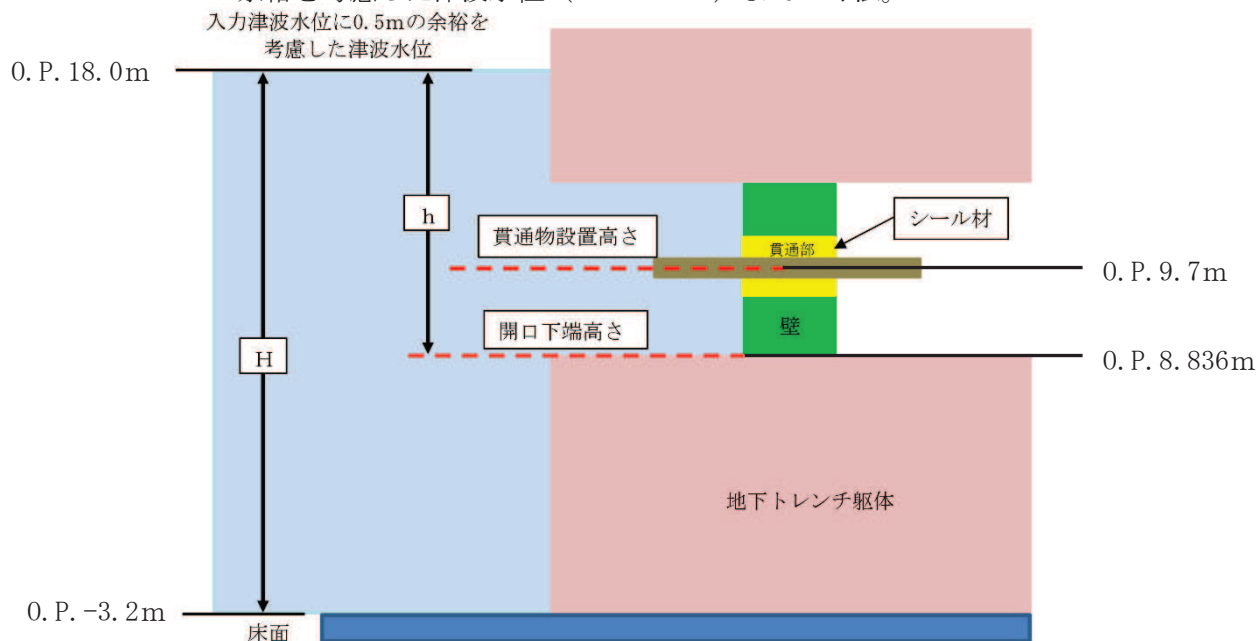 入力津波水位に0.5mの余裕を
考慮した津波水位
O.P.18.0m
h
シール材
貫通物設置高さ
貫通部
O.P.9.7m
開口下端高さ
壁
H
O.P.8.836m
地下トレンチ躯体
O.P.-3.2m
床面